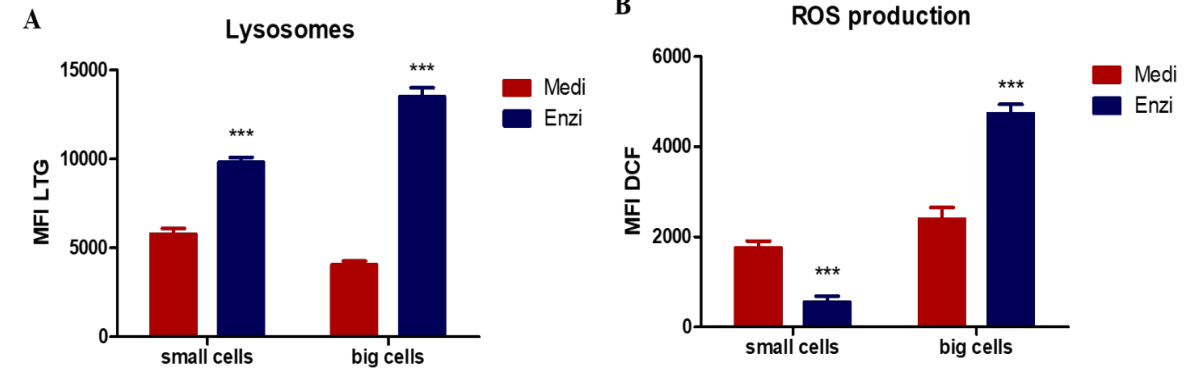 A
Lysosomes
MFI LTG
15000
10000
5000
0
***
***
small cells
big cells
Medi
Enzi
B
ROS production
MFI DCF
6000
4000
2000
0
***
***
small cells
big cells
Medi
Enzi